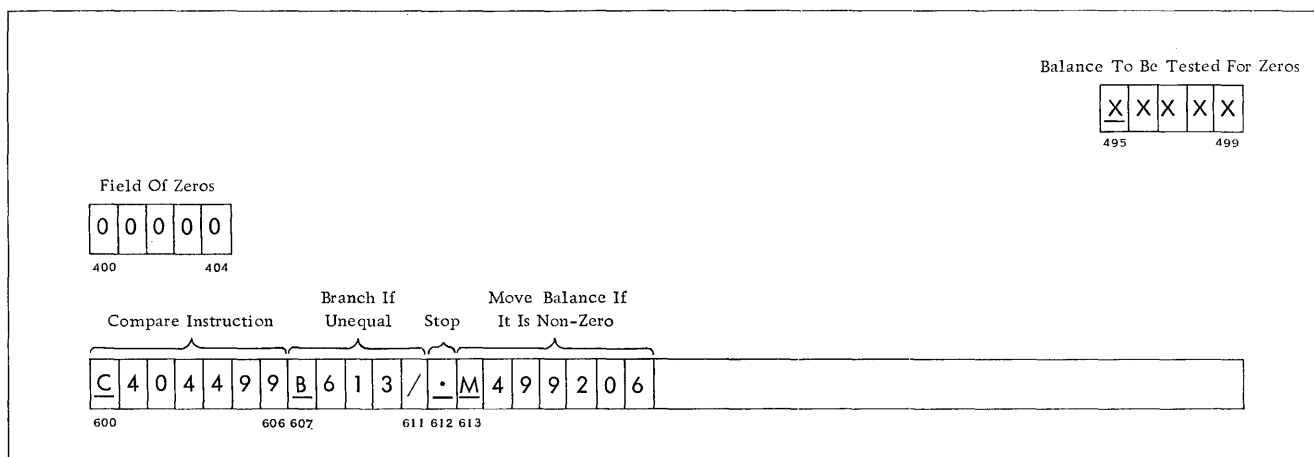 Balance To Be Tested For Zeros
X X X X X
495 499
Field Of Zeros
0 0 0 0 0
400 404
Branch If
Unequal
Compare Instruction
Stop
Move Balance If
It Is Non-Zero
C 4 0 4 4 9 9 B 6 1 3 / . M 4 9 9 2 0 6
600 606 607 611 612 613